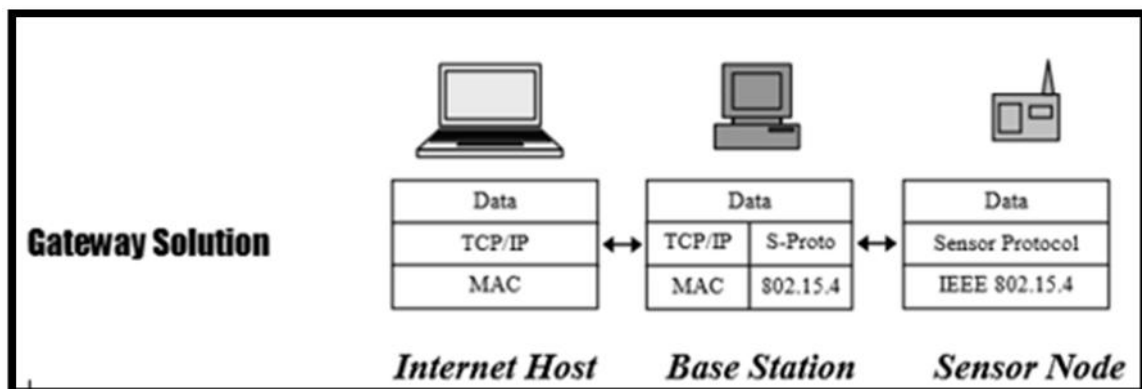 Gateway Solution
Data
TCP/IP
MAC
Internet Host
Data
TCP/IP S-Proto
MAC 802.15.4
Base Station
Data
Sensor Protocol
IEEE 802.15.4
Sensor Node